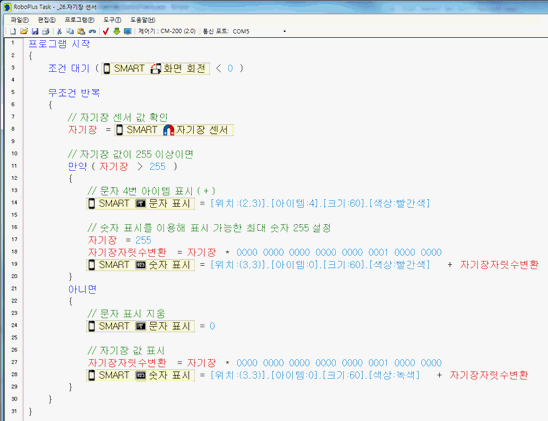 RoboPlus Task - _26.자기장 센서
파일(F) 편집(E) 프로그램(P) 도구(T) 도움말(H)
제어기 : CM-200 (2.0) 통신 포트: COM5
1 프로그램 시작
2 {
3 조건 대기 ( SMART 화면 회전 < 0 )
4
5 무조건 반복
6 {
7 // 자기장 센서 값 확인
8 자기장 = SMART 자기장 센서
9
10 // 자기장 값이 255 이상이면
11 만약 ( 자기장 > 255 )
12 {
13 // 문자 4번 아이템 표시 ( + )
14 SMART 문자 표시 = [위치:(2,3)],[아이템:4],[크기:60],[색상:빨간색]
15
16 // 숫자 표시를 이용해 표시 가능한 최대 숫자 255 설정
17 자기장 = 255
18 자기장자릿수변환 = 자기장 * 0000 0000 0000 0000 0000 0001 0000 0000
19 SMART 숫자 표시 = [위치:(3,3)],[아이템:0],[크기:60],[색상:빨간색] + 자기장자릿수변환
20 }
21 아니면
22 {
23 // 문자 표시 지움
24 SMART 문자 표시 = 0
25
26 // 자기장 값 표시
27 자기장자릿수변환 = 자기장 * 0000 0000 0000 0000 0000 0001 0000 0000
28 SMART 숫자 표시 = [위치:(3,3)],[아이템:0],[크기:60],[색상:녹색] + 자기장자릿수변환
29 }
30 }
31 }